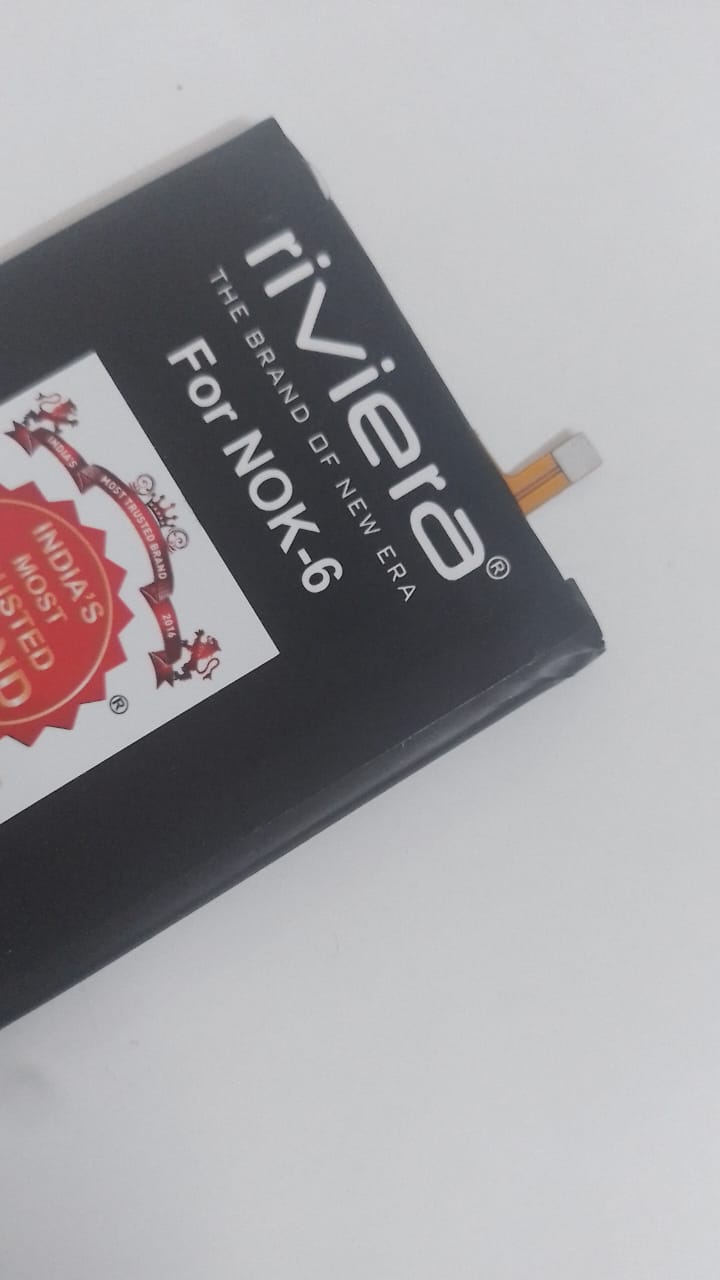 riviera®
THE BRAND OF NEW ERA
For NOK-6
INDIA'S
MOST TRUSTED BRAND
2016
INDIA'S
MOST
®